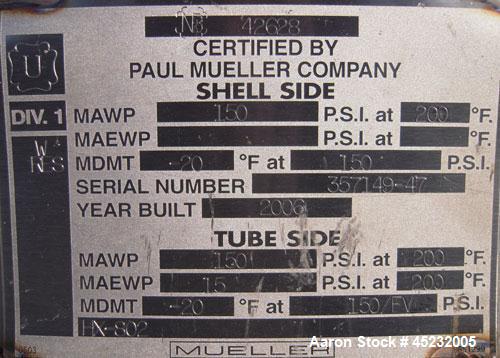 NB 42628
CERTIFIED BY
PAUL MUELLER COMPANY
U
SHELL SIDE
DIV. 1
MAWP 150 P.S.I. at 200 °F.
MAEWP P.S.I. at °F.
W
RES
MDMT -20 °F at 150 P.S.I.
SERIAL NUMBER 357149-47
YEAR BUILT 2006
TUBE SIDE
MAWP 150 P.S.I. at 200 °F.
MAEWP 15 P.S.I. at 200 °F.
MDMT -20 °F at 150/FV P.S.I.
HX-802
MUELLER
Aaron Stock # 45232005